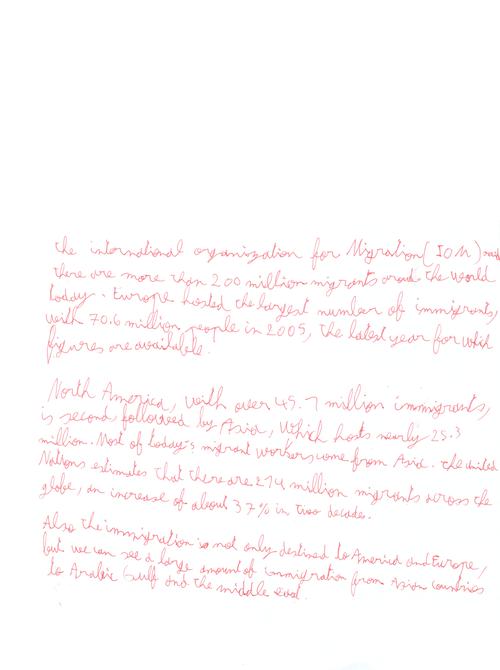 the international organization for Migration (IOM)
there are more than 200 million migrants around the world
today. Europe hosted the largest number of immigrants,
with 70.6 million people in 2005, the latest year for which
figures are available.
North America, with over 45.7 million immigrants,
is second, followed by Asia, Which hosts nearly 25.3
million. Most of today's migrant workers come from Asia. the united
Nations estimates that there are 214 million migrants across the
globe, an increase of about 37% in two decades.
Also the immigration is not only destined to America and Europe,
but we can see a large amount of immigration from Asian countries
to Arabic Gulf and the middle east.